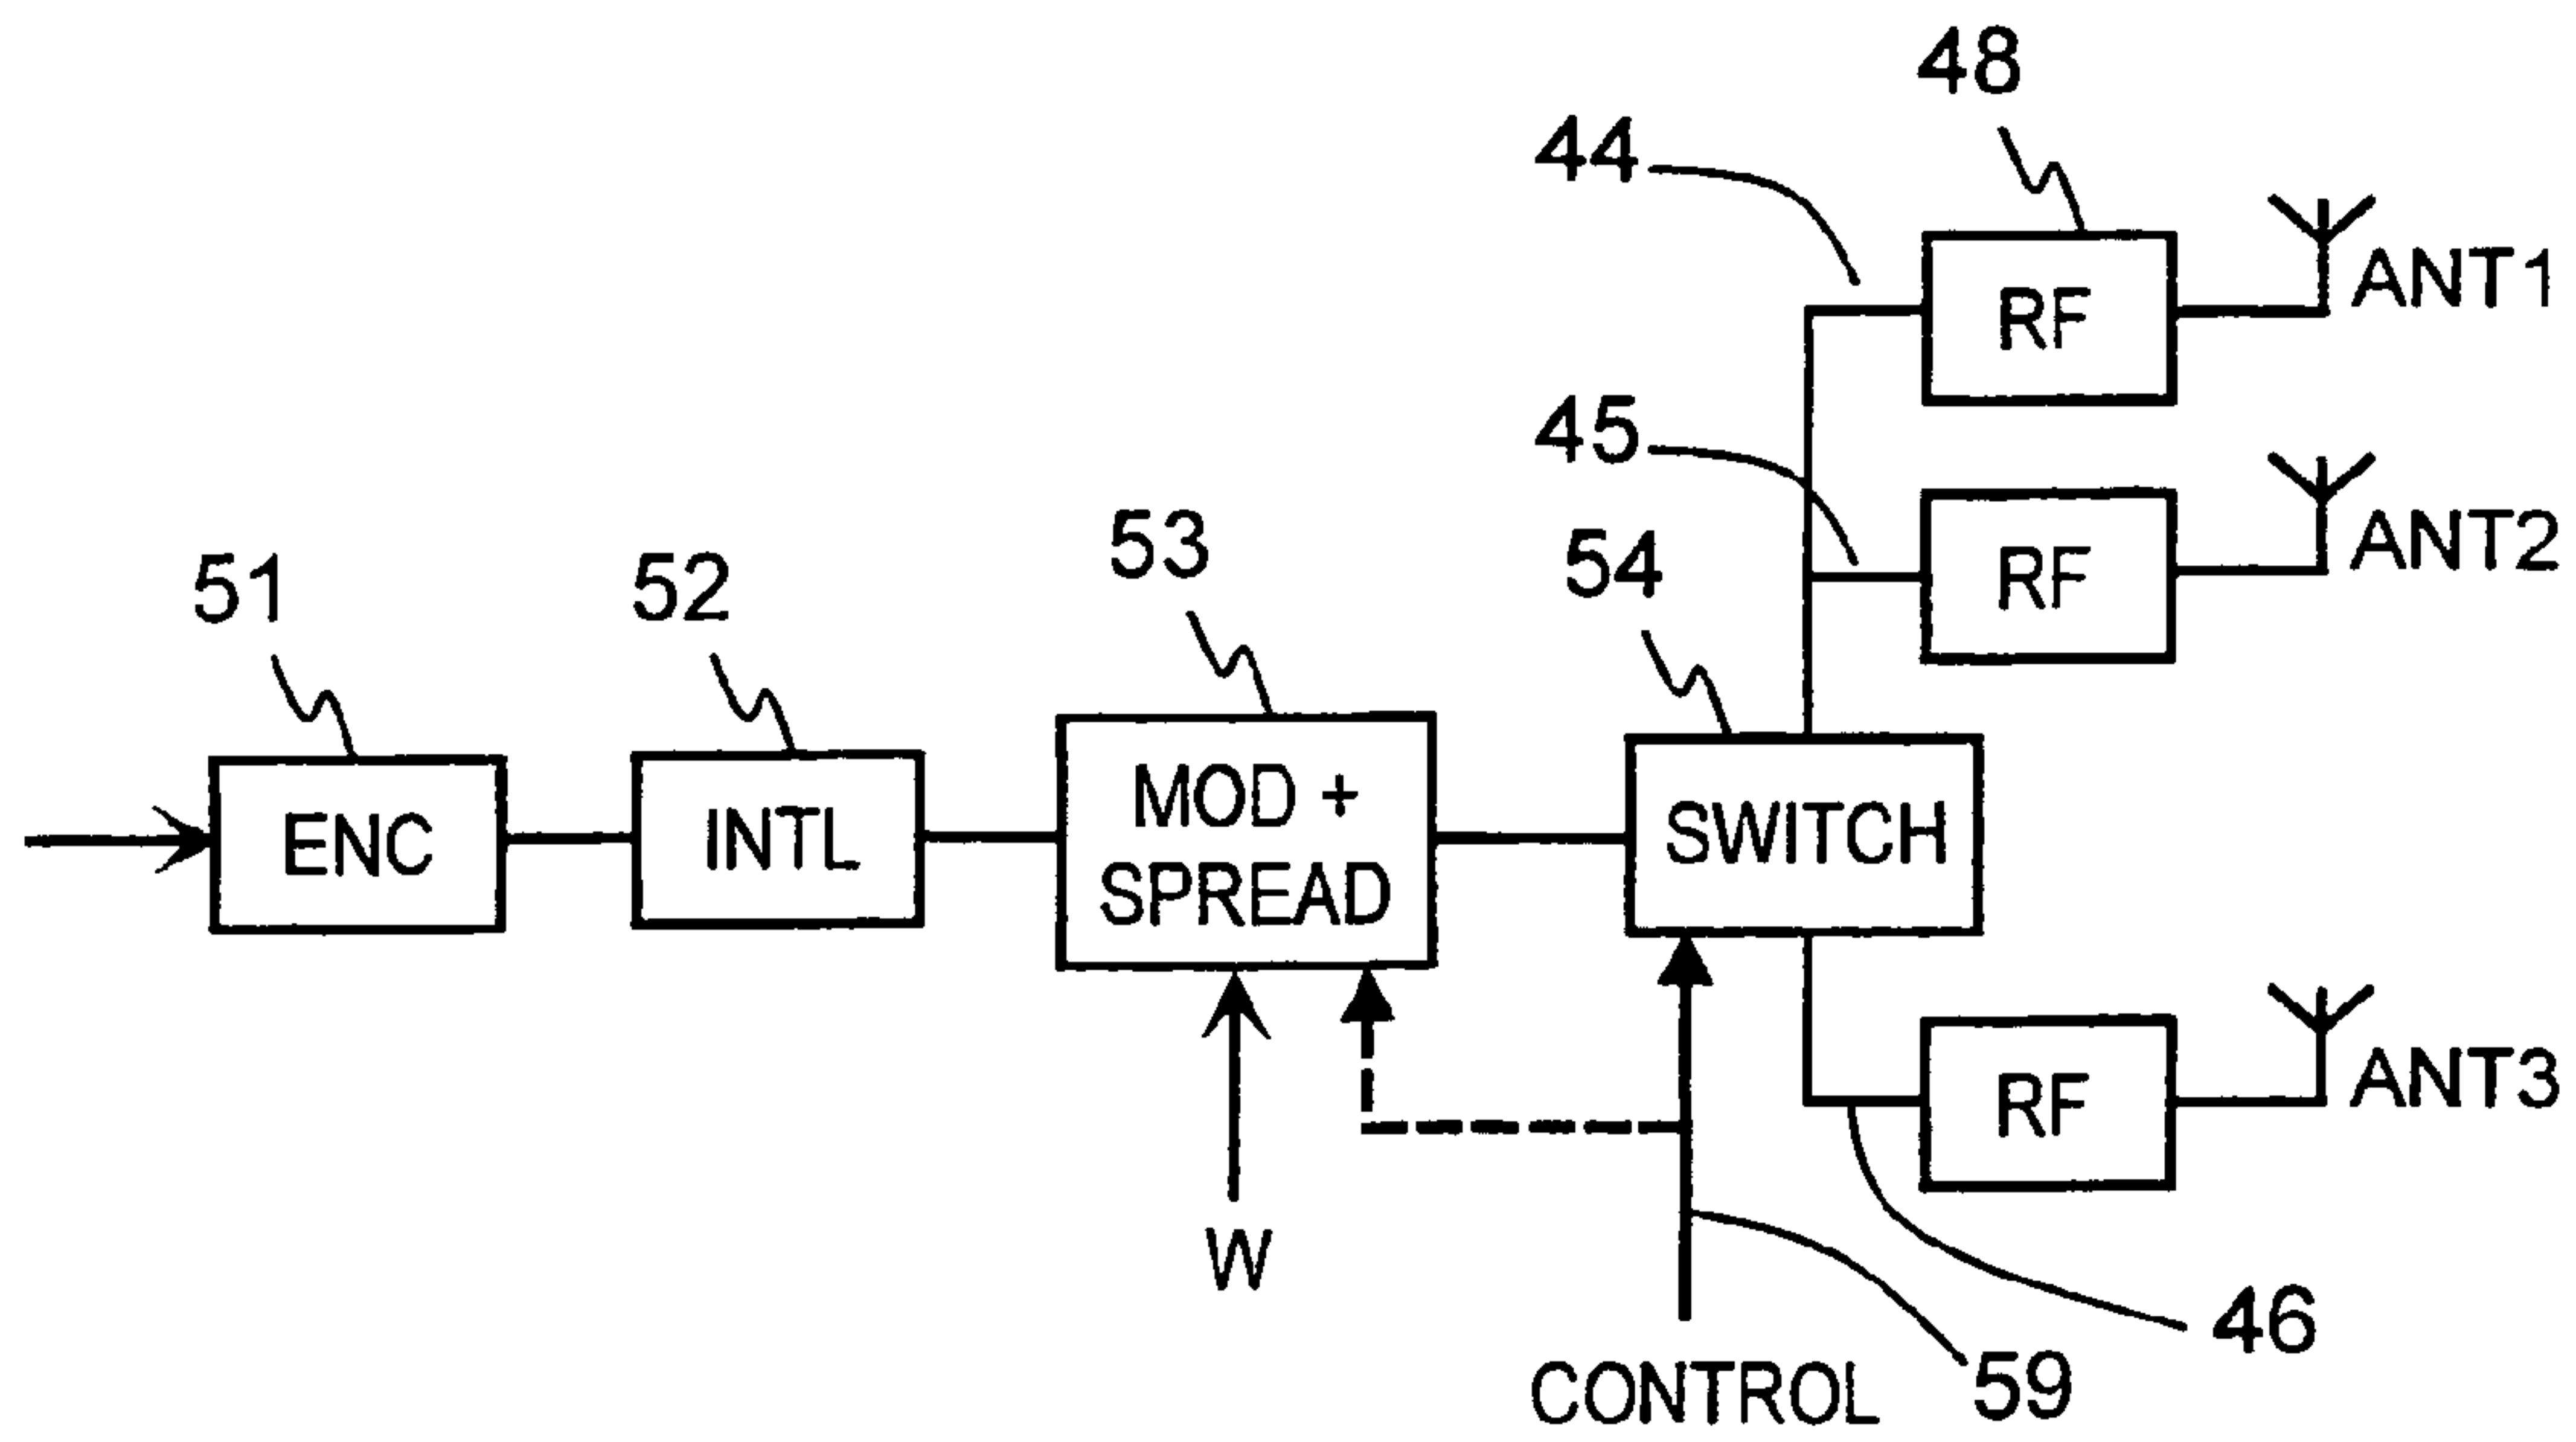 48
44
RF
ANT1
45
RF
ANT2
54
53
51
52
ENC
INTL
MOD +
SPREAD
SWITCH
RF
ANT3
W
46
59
CONTROL